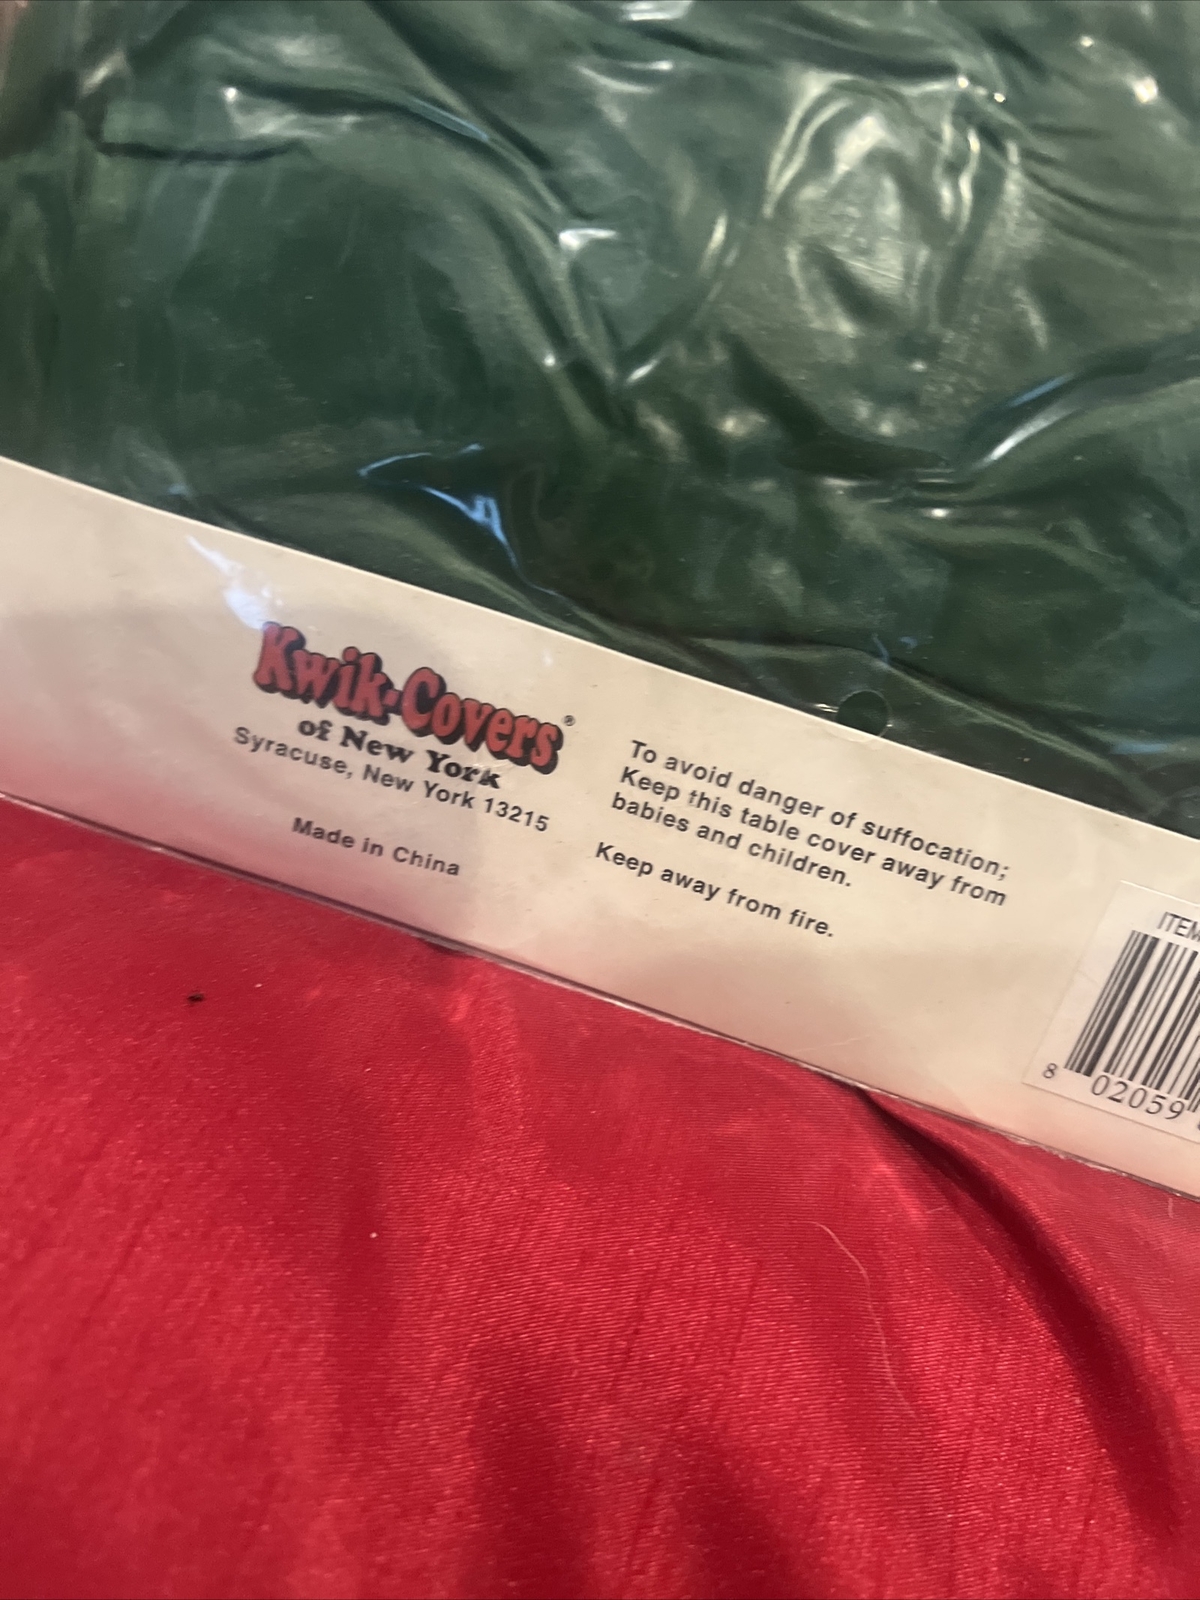 Kwik-Covers®
of New York
Syracuse, New York 13215
Made in China
To avoid danger of suffocation;
Keep this table cover away from
babies and children.
Keep away from fire.
ITEM
8 02059